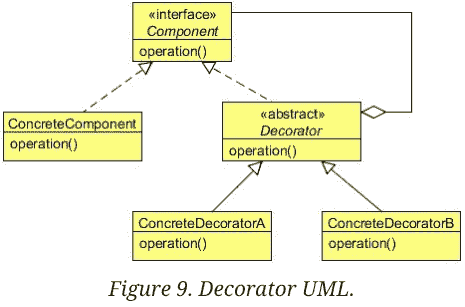 «interface»
Component
operation()
ConcreteComponent
operation()
«abstract»
Decorator
operation()
ConcreteDecoratorA
operation()
ConcreteDecoratorB
operation()
Figure 9. Decorator UML.